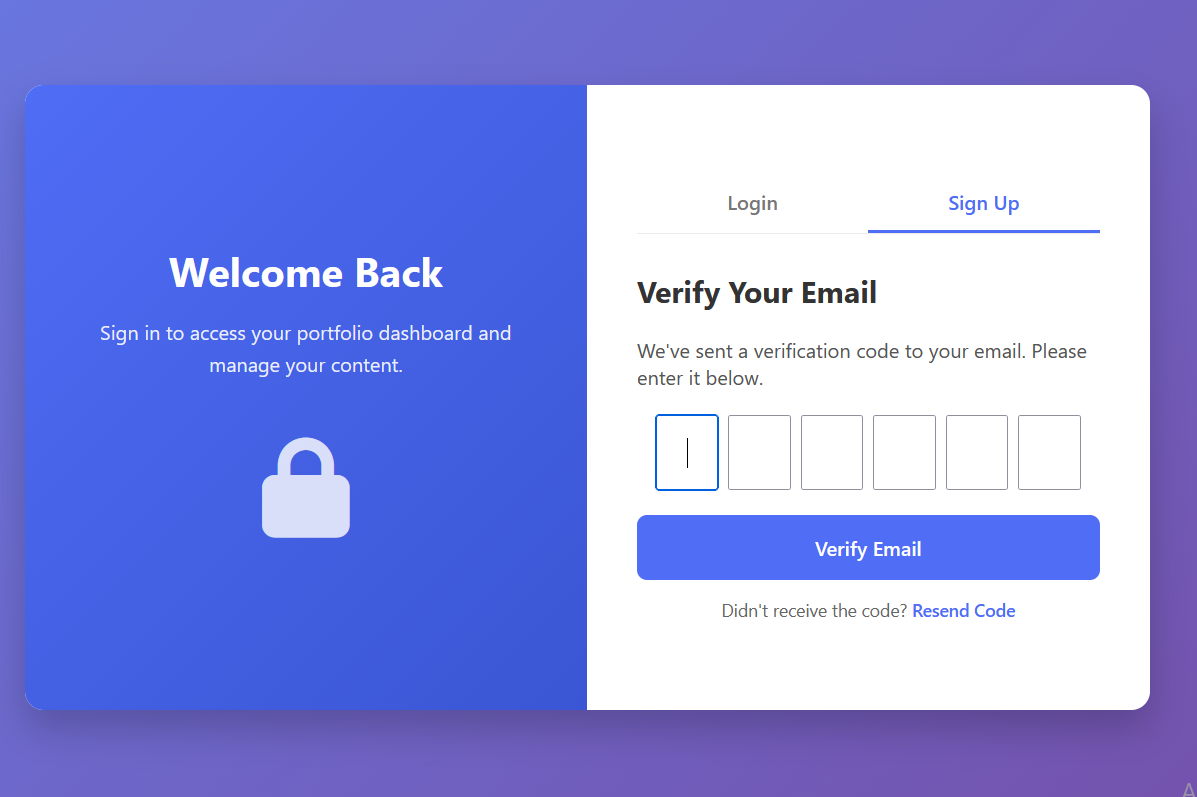 Welcome Back
Sign in to access your portfolio dashboard and
manage your content.
Login
Sign Up
Verify Your Email
We've sent a verification code to your email. Please
enter it below.
Verify Email
Didn't receive the code? Resend Code